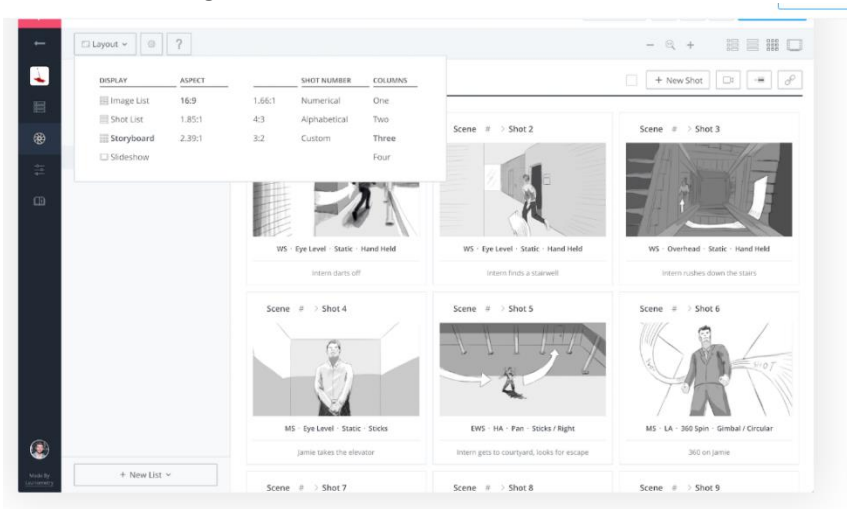 Layout
?
DISPLAY ASPECT SHOT NUMBER COLUMNS
Image List 16:9 1.66:1 Numerical One
Shot List 1.85:1 4:3 Alphabetical Two
Storyboard 2.39:1 3:2 Custom Three
Slideshow Four
+ New Shot
Scene # > Shot 2
Scene # > Shot 3
WS - Eye Level - Static - Hand Held
Intern darts off
WS - Eye Level - Static - Hand Held
Intern finds a stairwell
WS - Overhead - Static - Hand Held
Intern rushes down the stairs
Scene # > Shot 4
Scene # > Shot 5
Scene # > Shot 6
MS - Eye Level - Static - Sticks
Jamie takes the elevator
EWS - HA - Pan - Sticks / Right
Intern gets to courtyard, looks for escape
MS - LA - 360 Spin - Gimbal / Circular
360 on Jamie
Made By
+ New List
Scene # > Shot 7
Scene # > Shot 8
Scene # > Shot 9